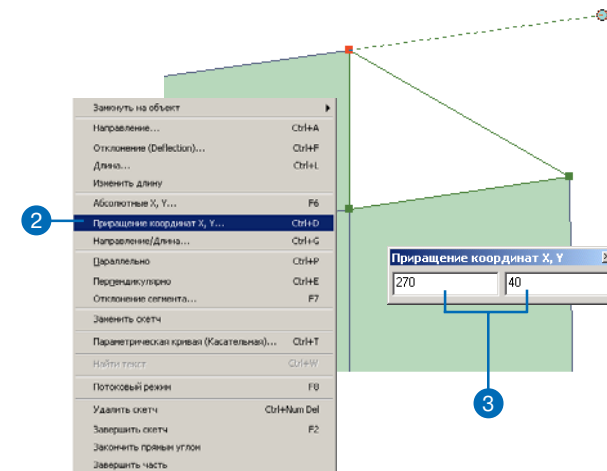 Замкнуть на объект
Направление... Ctrl+A
Отклонение (Deflection)... Ctrl+F
Длина... Ctrl+L
Изменить длину
Абсолютные X, Y... F6
2
Приращение координат X, Y... Ctrl+D
Направление/Длина... Ctrl+G
Параллельно Ctrl+P
Перпендикулярно Ctrl+E
Отклонение сегмента... F7
Заменить скетч
Параметрическая кривая (Касательная)... Ctrl+T
Найти текст Ctrl+W
Потоковый режим F8
Удалить скетч Ctrl+Num Del
Завершить скетч F2
Закончить прямым углом
Завершить часть
Приращение координат X, Y
270 40
3